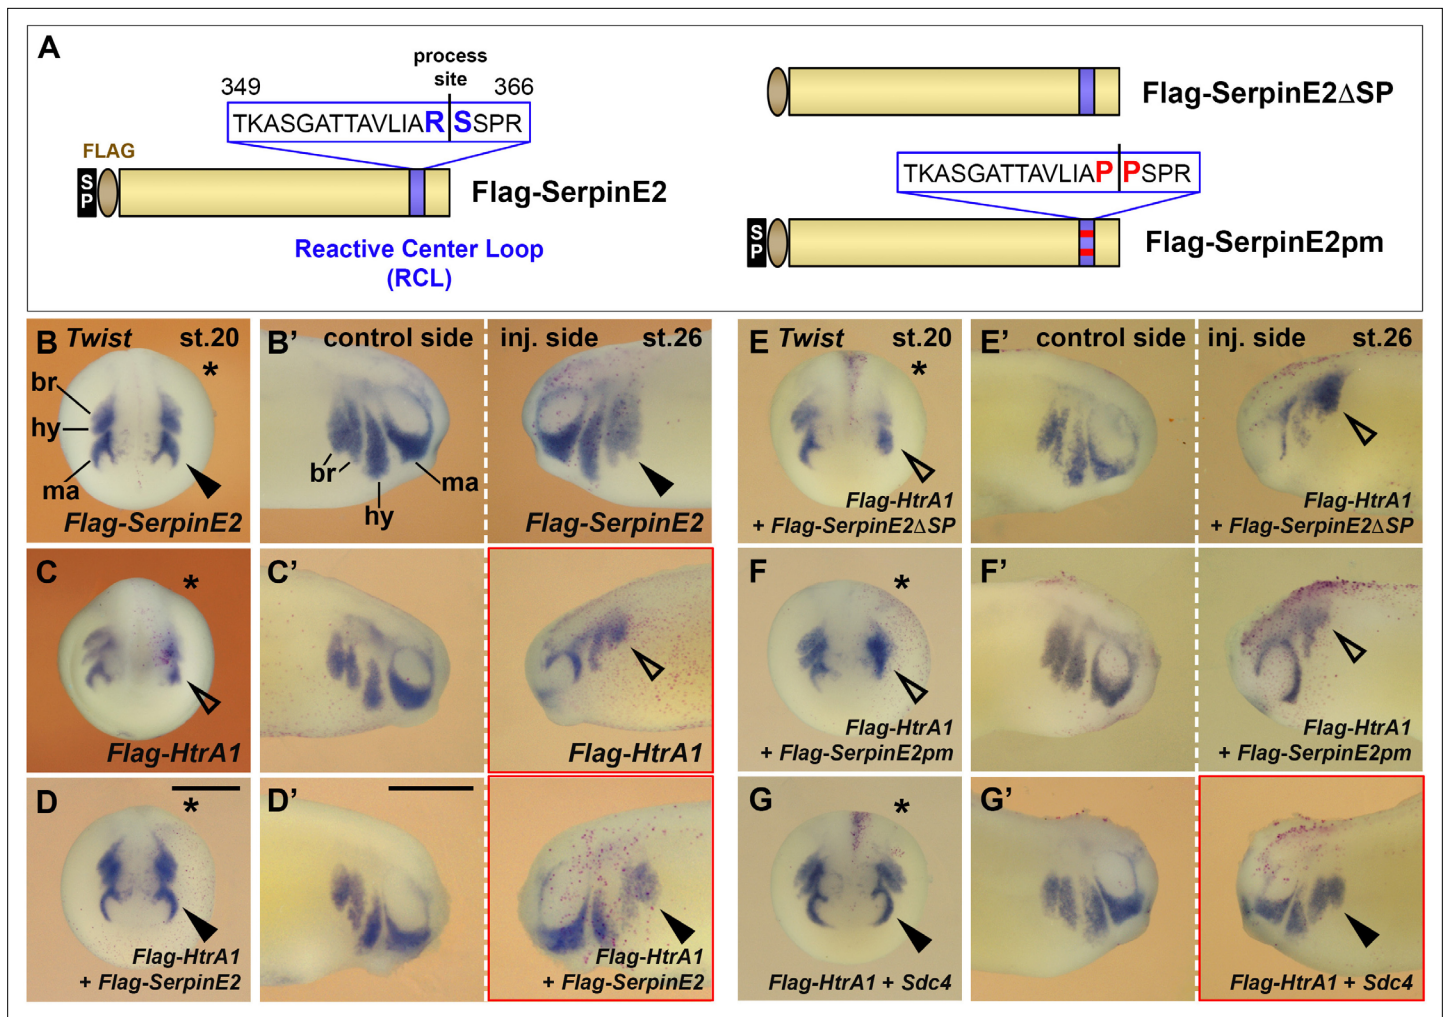 A
process
site
349
366
TKASGATTAVLIARSSPR
FLAG
SP
Flag-SerpinE2
Reactive Center Loop
(RCL)
Flag-SerpinE2ΔSP
TKASGATTAVLIAPPSPR
SP
Flag-SerpinE2pm
B Twist st.20
*
br
hy
ma
Flag-SerpinE2
B’ control side
br
hy
ma
inj. side st.26
Flag-SerpinE2
C
*
Flag-HtrA1
C’
Flag-HtrA1
D
*
Flag-HtrA1
+ Flag-SerpinE2
D’
Flag-HtrA1
+ Flag-SerpinE2
E Twist st.20
*
Flag-HtrA1
+ Flag-SerpinE2ΔSP
E’ control side
inj. side st.26
Flag-HtrA1
+ Flag-SerpinE2ΔSP
F
*
Flag-HtrA1
+ Flag-SerpinE2pm
F’
Flag-HtrA1
+ Flag-SerpinE2pm
G
*
Flag-HtrA1 + Sdc4
G’
Flag-HtrA1 + Sdc4